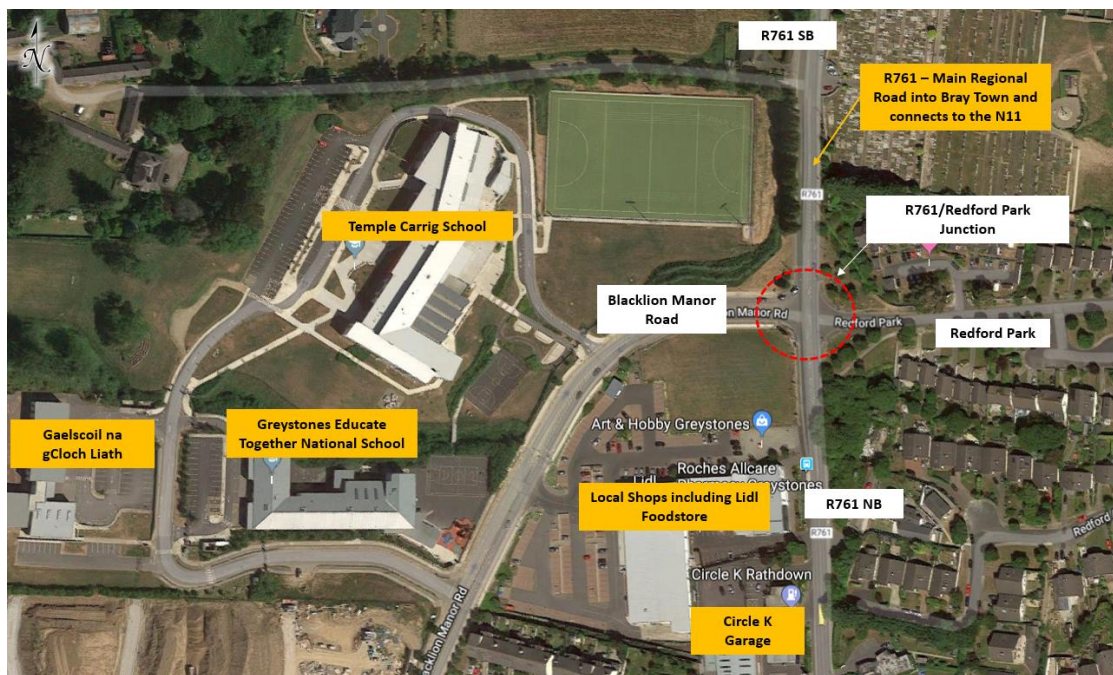 N
R761 SB
R761 – Main Regional
Road into Bray Town and
connects to the N11
R761
R761/Redford Park
Junction
Temple Carrig School
Blacklion Manor
Road
n Manor Rd
Redford Park
Redford Park
Gaelscoil na
gCloch Liath
Greystones Educate
Together National School
Art & Hobby Greystones
Roches Allcare
Pharmacy Greystones
Lidl
Local Shops including Lidl
Foodstore
R761 NB
R761
Redford
Circle K Rathdown
Circle K
Garage
Blacklion Manor Rd